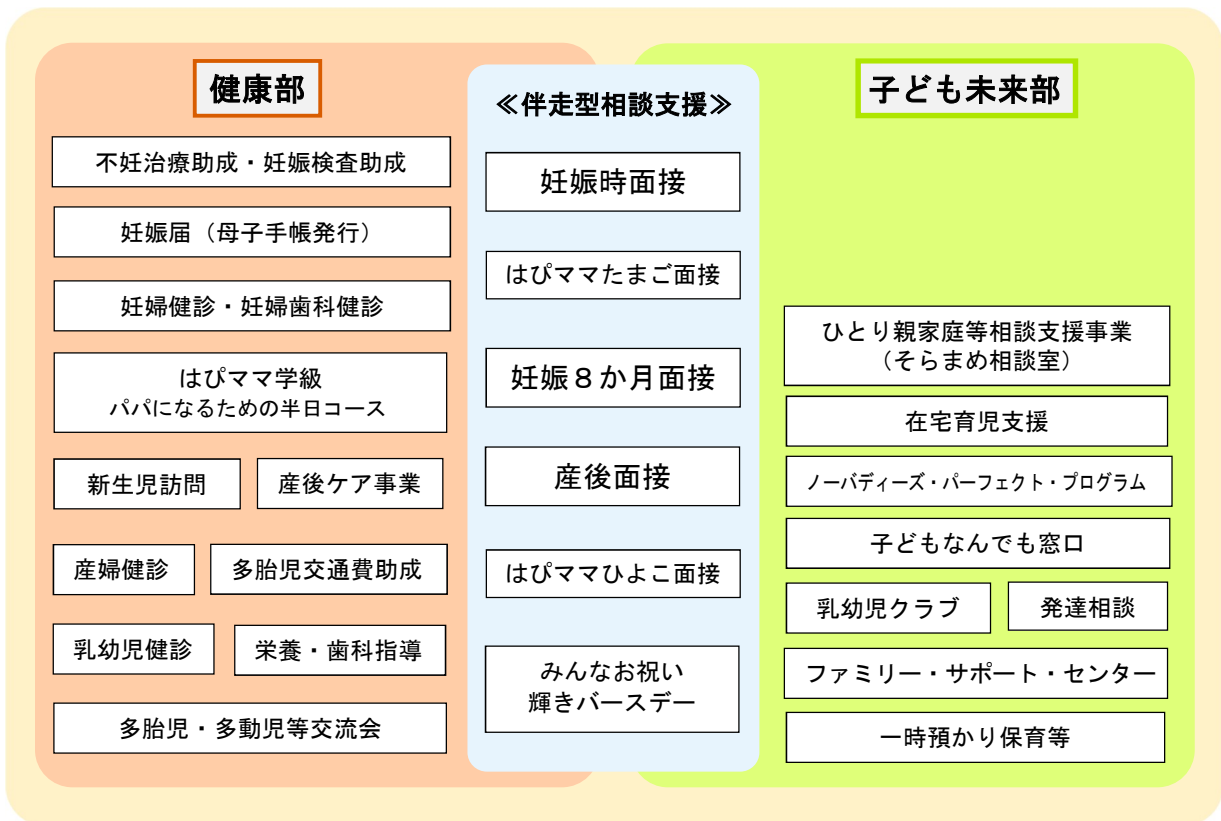 健康部
不妊治療助成・妊娠検査助成
妊娠届（母子手帳発行）
妊婦健診・妊婦歯科健診
はぴママ学級
パパになるための半日コース
新生児訪問
産後ケア事業
産婦健診
多胎児交通費助成
乳幼児健診
栄養・歯科指導
多胎児・多動児等交流会
≪伴走型相談支援≫
妊娠時面接
はぴママたまご面接
妊娠８か月面接
産後面接
はぴママひよこ面接
みんなお祝い
輝きバースデー
子ども未来部
ひとり親家庭等相談支援事業
（そらまめ相談室）
在宅育児支援
ノーバディーズ・パーフェクト・プログラム
子どもなんでも窓口
乳幼児クラブ
発達相談
ファミリー・サポート・センター
一時預かり保育等